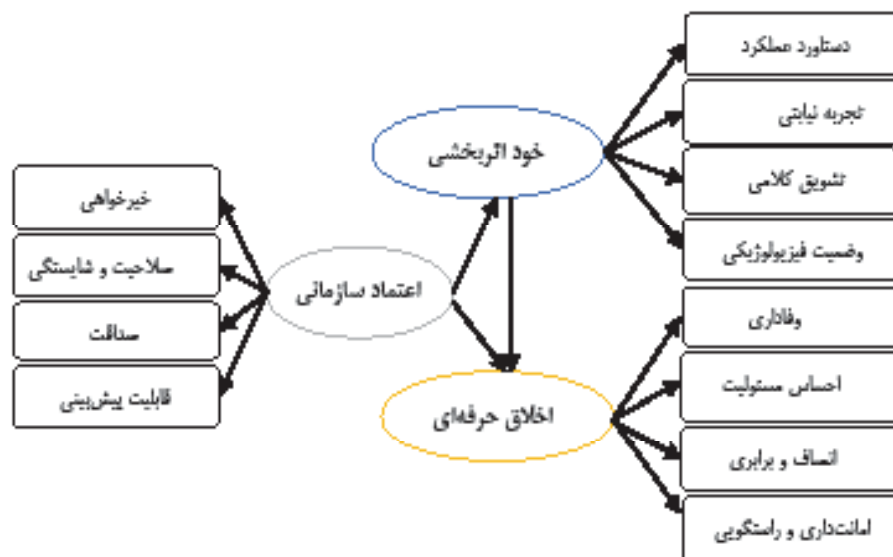 دستاورد عملکرد
تجربه نیابتی
تشویق کلامی
وضعیت فیزیولوژیکی
خود اثربخشی
خیرخواهی
صلاحیت و شایستگی
صداقت
قابلیت پیش‌بینی
اعتماد سازمانی
وفاداری
احساس مسئولیت
انصاف و برابری
امانت‌داری و راستگویی
اخلاق حرفه‌ای